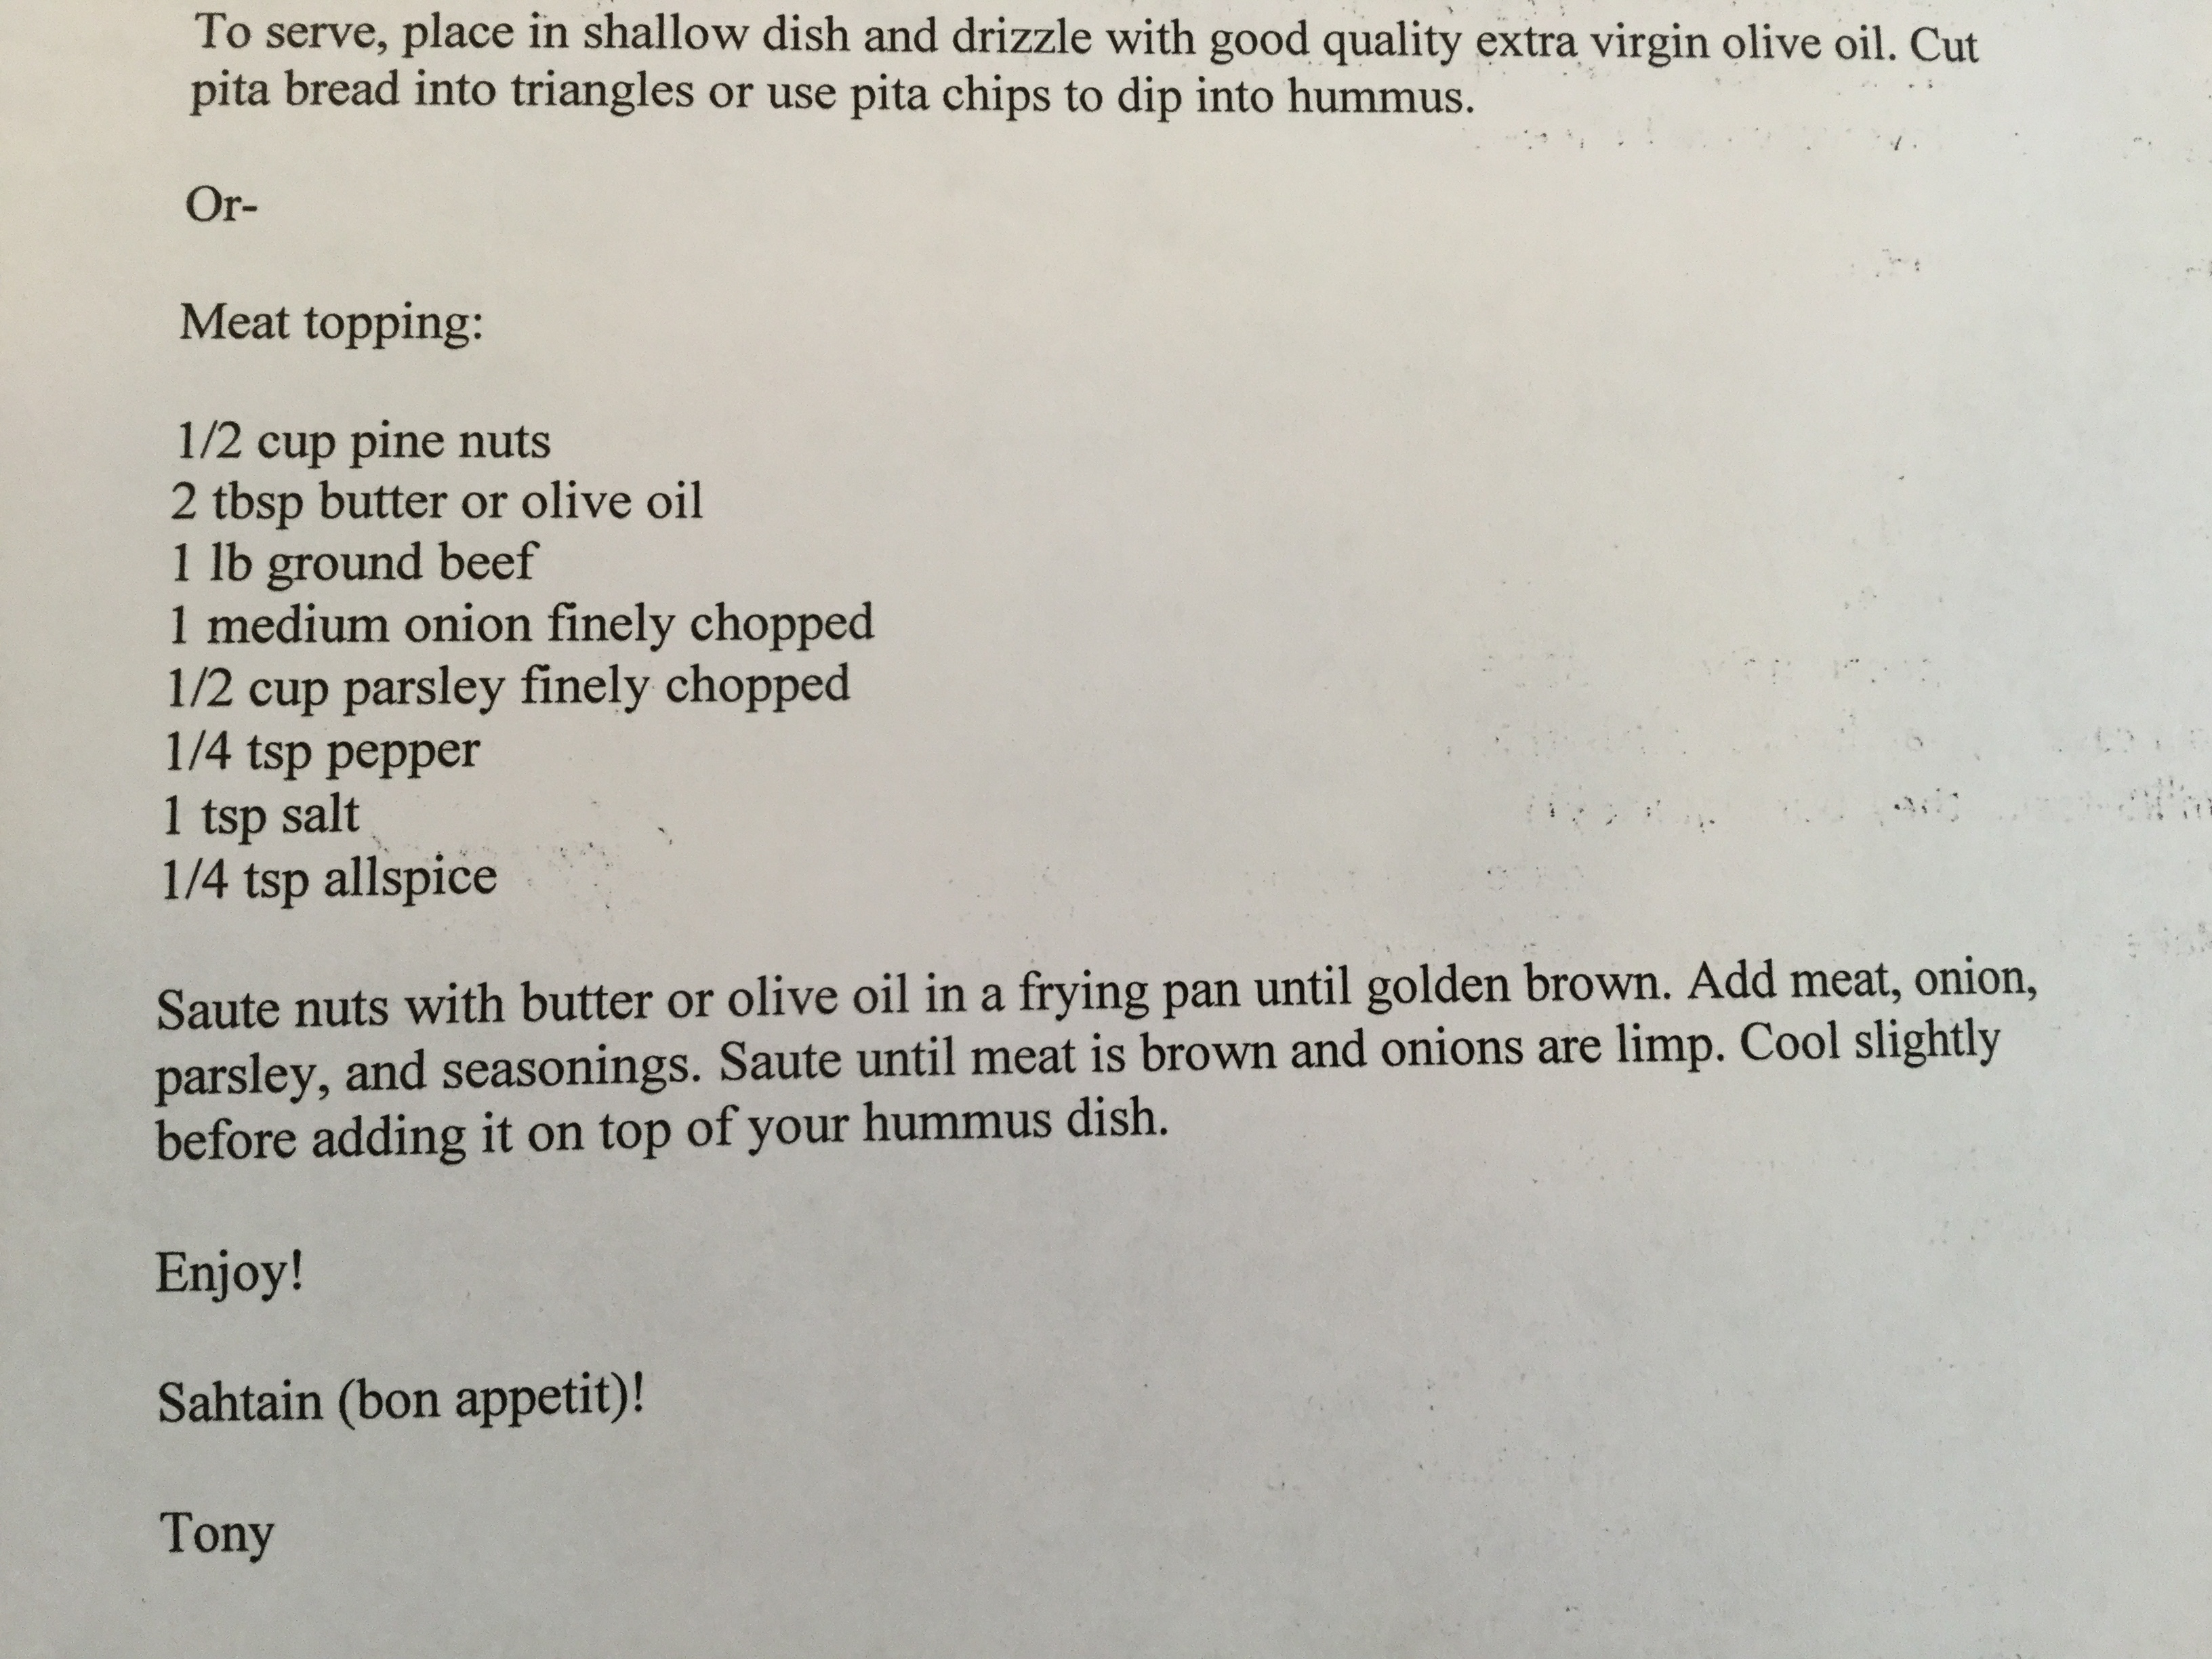 To serve, place in shallow dish and drizzle with good quality extra virgin olive oil. Cut
pita bread into triangles or use pita chips to dip into hummus.
Or-
Meat topping:
1/2 cup pine nuts
2 tbsp butter or olive oil
1 lb ground beef
1 medium onion finely chopped
1/2 cup parsley finely chopped
1/4 tsp pepper
1 tsp salt
1/4 tsp allspice
Saute nuts with butter or olive oil in a frying pan until golden brown. Add meat, onion,
parsley, and seasonings. Saute until meat is brown and onions are limp. Cool slightly
before adding it on top of your hummus dish.
Enjoy!
Sahtain (bon appetit)!
Tony